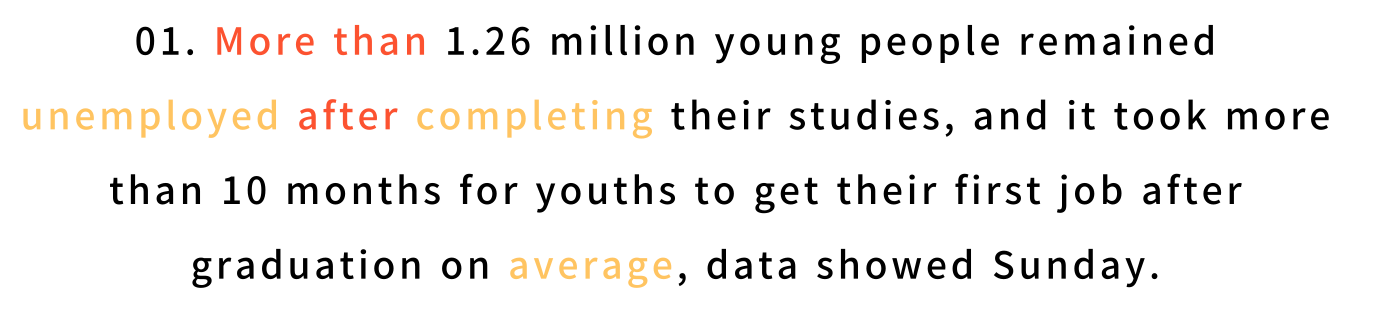 01. More than 1.26 million young people remained
unemployed after completing their studies, and it took more
than 10 months for youths to get their first job after
graduation on average, data showed Sunday.